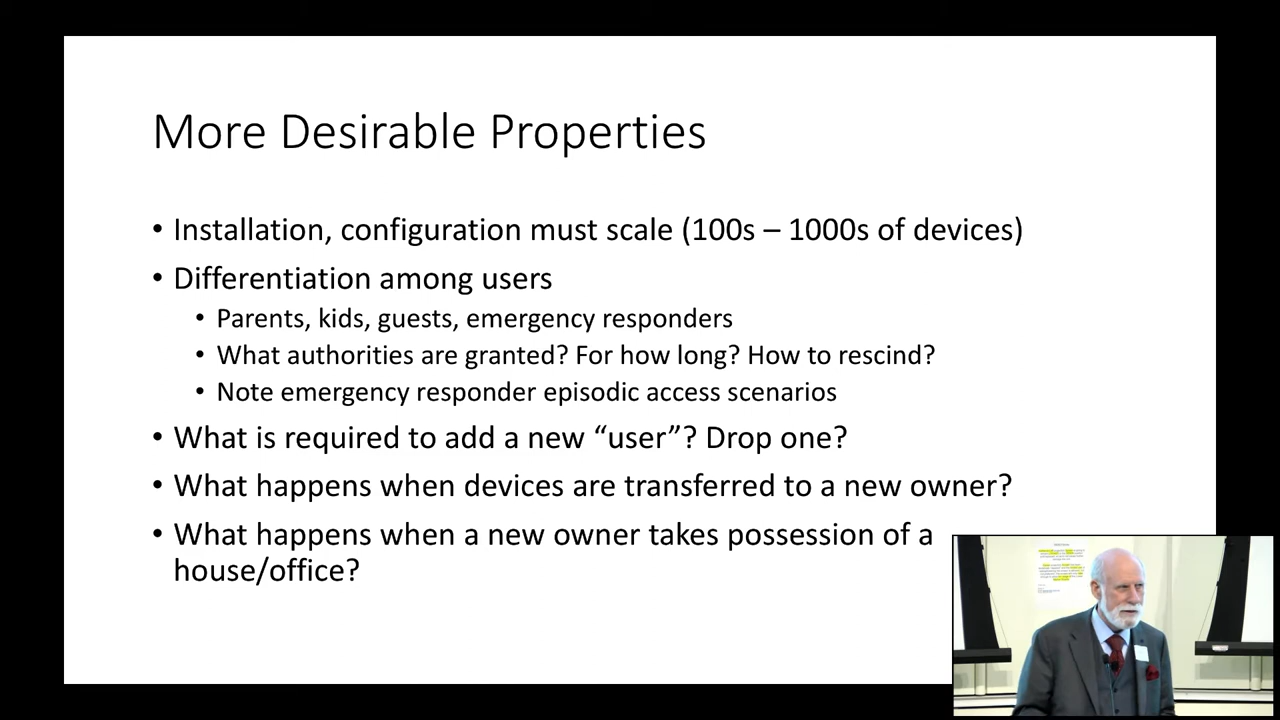 More Desirable Properties
• Installation, configuration must scale (100s – 1000s of devices)
• Differentiation among users
• Parents, kids, guests, emergency responders
• What authorities are granted? For how long? How to rescind?
• Note emergency responder episodic access scenarios
• What is required to add a new “user”? Drop one?
• What happens when devices are transferred to a new owner?
• What happens when a new owner takes possession of a
house/office?